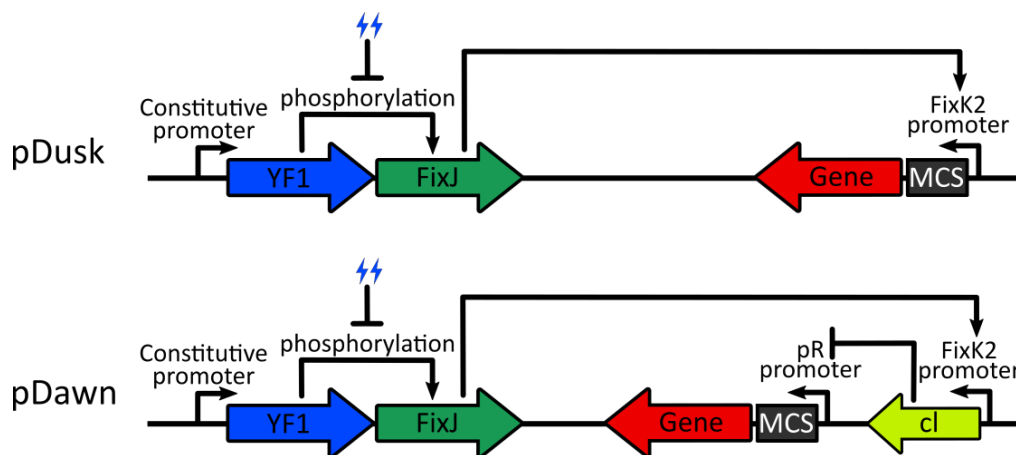 phosphorylation
Constitutive
promoter
FixK2
promoter
pDusk
YF1
FixJ
Gene
MCS
phosphorylation
Constitutive
promoter
pR
promoter
FixK2
promoter
pDawn
YF1
FixJ
Gene
MCS
cI